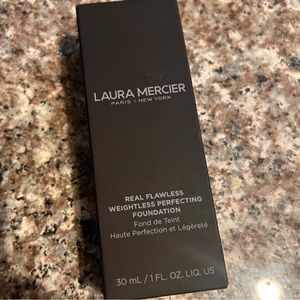 LAURA MERCIER
PARIS | NEW YORK
REAL FLAWLESS
WEIGHTLESS PERFECTING
FOUNDATION
Fond de Teint
Haute Perfection et Légèreté
30 mL / 1 FL. OZ. LIQ. US